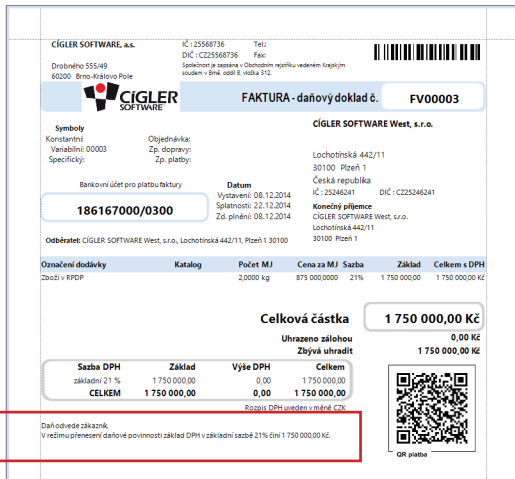 CÍGLER SOFTWARE, a.s.
IČ : 25568736 Tel.:
DIČ : CZ25568736 Fax:
Drobného 555/49
60200 Brno-Královo Pole
Společnost je zapsána v Obchodním rejstříku vedeném Krajským
soudem v Brně, oddíl B, vložka 312.
CÍGLER
SOFTWARE
FAKTURA - daňový doklad č. FV00003
Symboly
Konstantní:
Variabilní: 00003
Specifický:
Objednávka:
Zp. dopravy:
Zp. platby:
CÍGLER SOFTWARE West, s.r.o.
Lochotínská 442/11
30100 Plzeň 1
Česká republika
IČ : 25246241 DIČ : CZ25246241
Bankovní účet pro platbu faktury
186167000/0300
Datum
Vystavení: 08.12.2014
Splatnosti: 22.12.2014
Zd. plnění: 08.12.2014
Konečný příjemce
CÍGLER SOFTWARE West, s.r.o.
Lochotínská 442/11
30100 Plzeň 1
Odběratel: CÍGLER SOFTWARE West, s.r.o., Lochotínská 442/11, Plzeň 1 30100
Označení dodávky Katalog Počet MJ Cena za MJ Sazba Základ Celkem s DPH
Zboží v RPDP 2,0000 kg 875 000,0000 21% 1 750 000,00 1 750 000,00 Kč
Celková částka 1 750 000,00 Kč
Uhrazeno zálohou 0,00 Kč
Zbývá uhradit 1 750 000,00 Kč
Sazba DPH Základ Výše DPH Celkem
základní 21 % 1 750 000,00 0,00 1 750 000,00
CELKEM 1 750 000,00 0,00 1 750 000,00
Rozpis DPH uveden v měně CZK
Daň odvede zákazník.
V režimu přenesení daňové povinnosti základ DPH v základní sazbě 21% činí 1 750 000,00 Kč.
QR platba